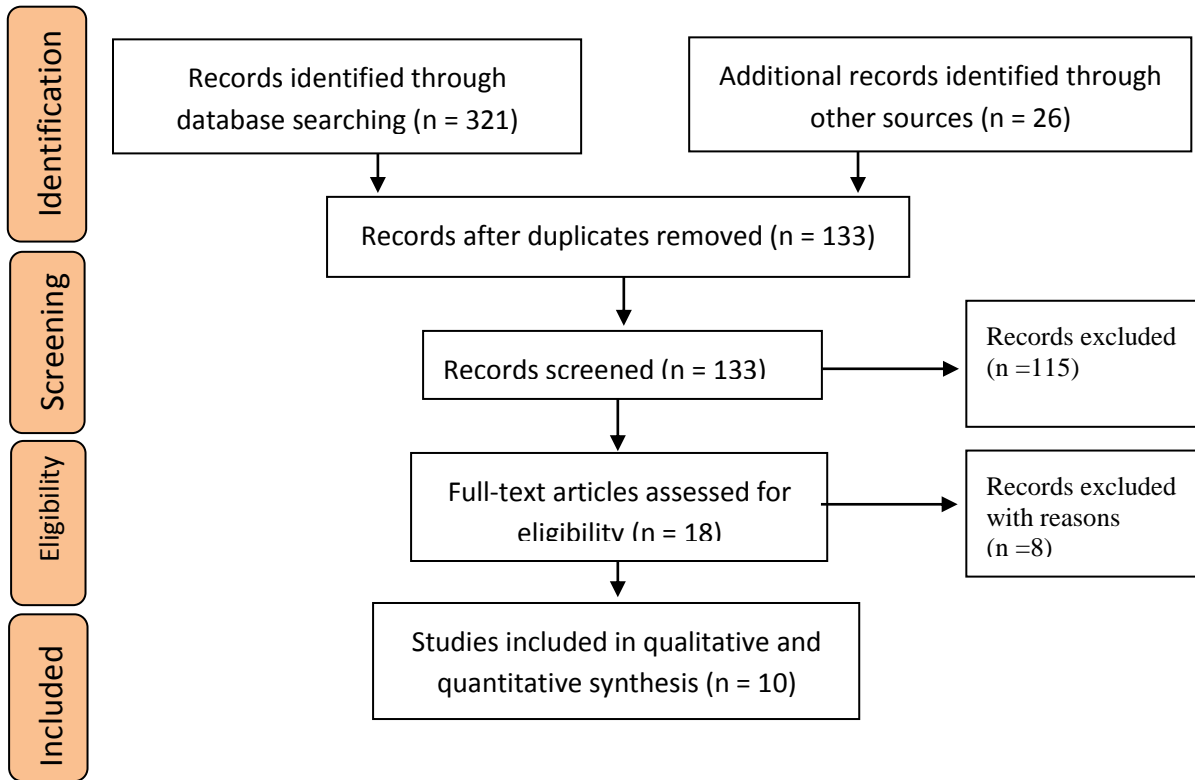 Identification
Records identified through
database searching (n = 321)
Additional records identified through
other sources (n = 26)
Records after duplicates removed (n = 133)
Screening
Records screened (n = 133)
Records excluded
(n =115)
Eligibility
Full-text articles assessed for
eligibility (n = 18)
Records excluded
with reasons
(n =8)
Included
Studies included in qualitative and
quantitative synthesis (n = 10)